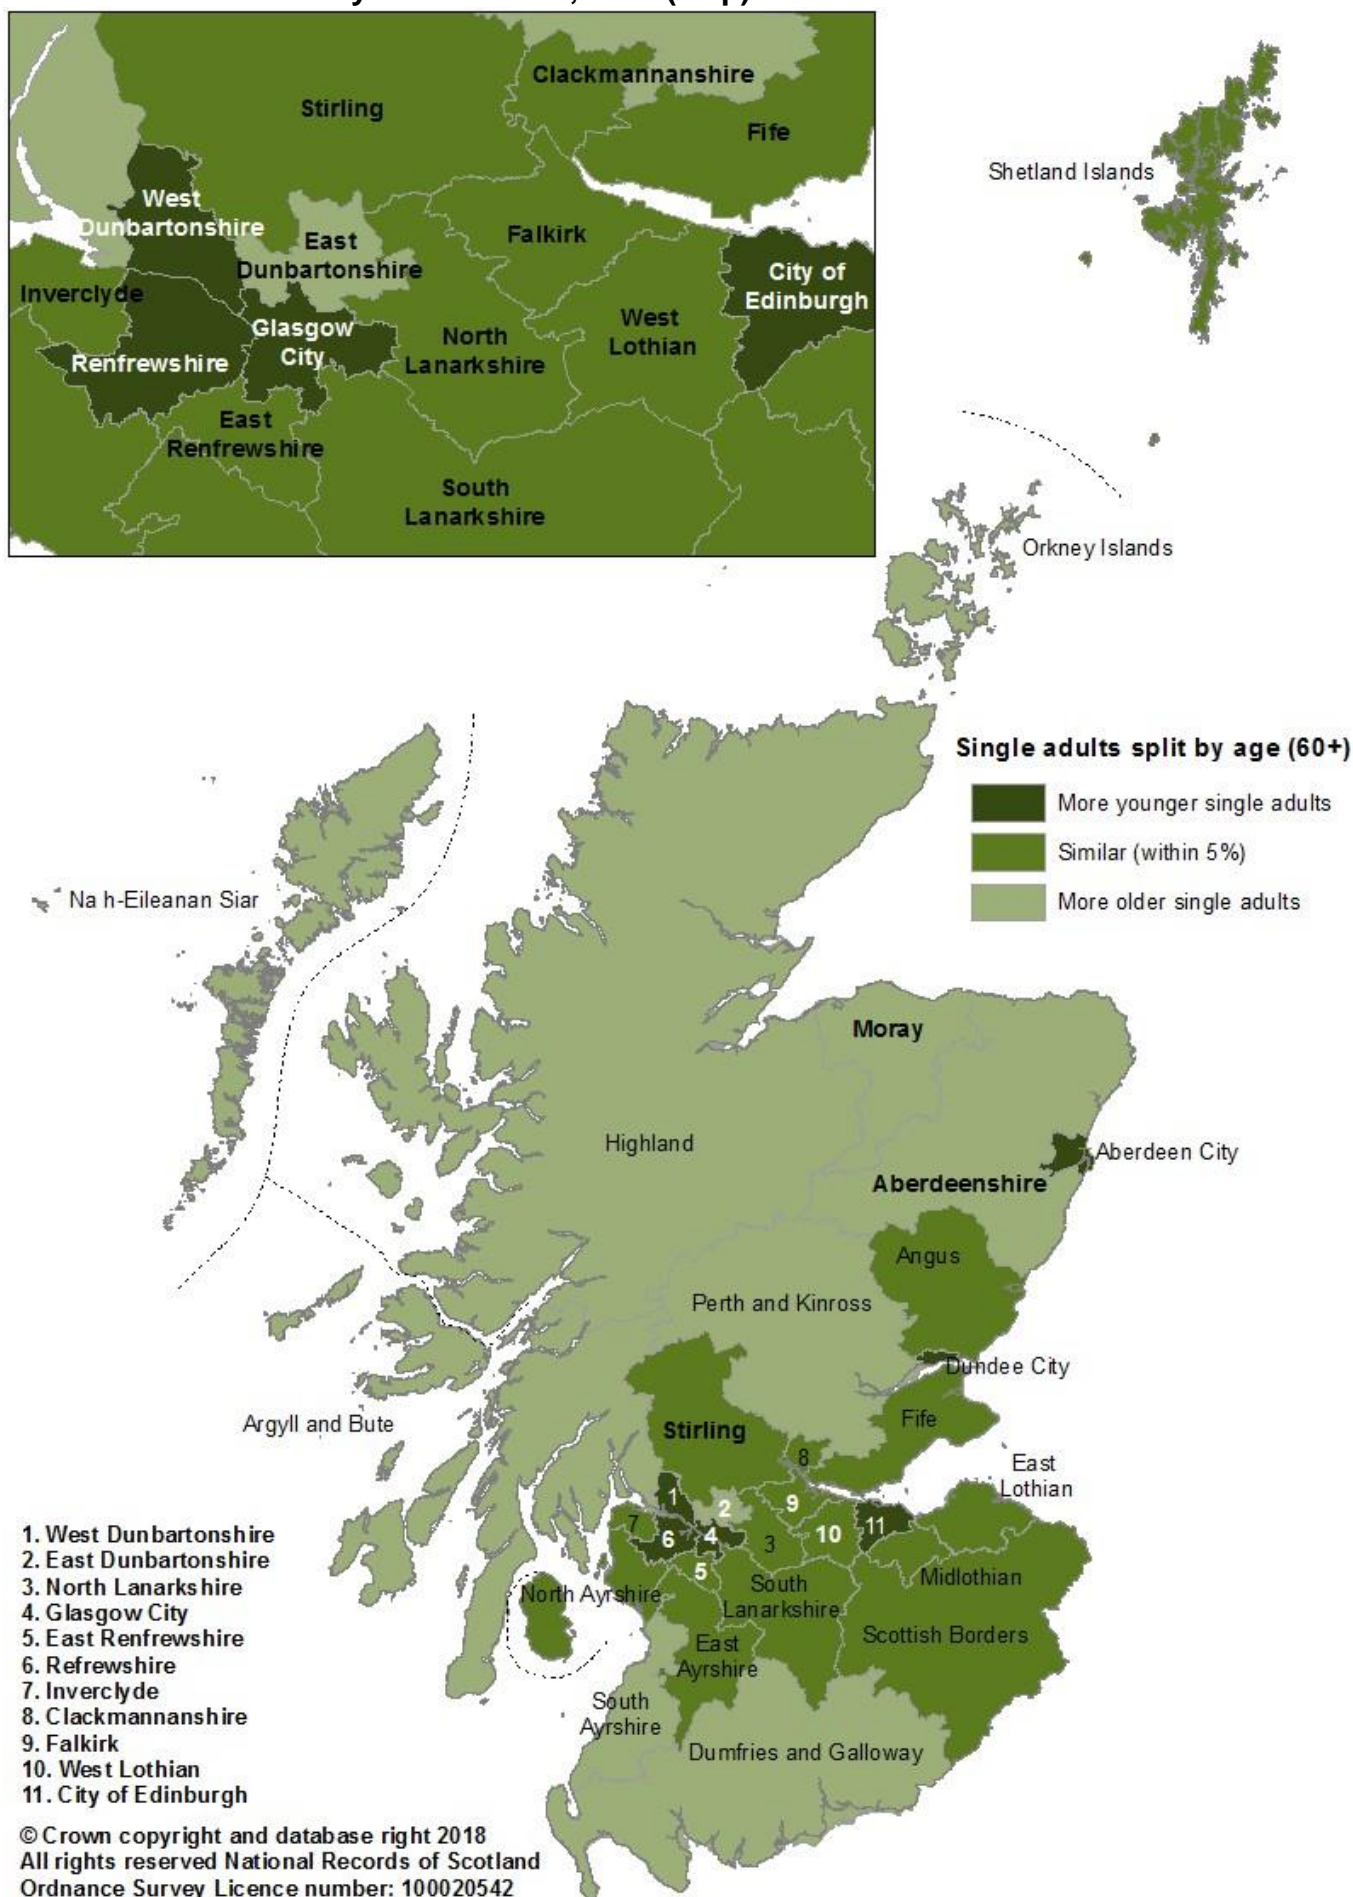 Stirling
Clackmannanshire
Fife
West
Dunbartonshire
East
Dunbartonshire
Falkirk
City of
Edinburgh
Inverclyde
Glasgow
City
North
Lanarkshire
West
Lothian
Renfrewshire
East
Renfrewshire
South
Lanarkshire
Shetland Islands
Orkney Islands
Single adults split by age (60+)
More younger single adults
Similar (within 5%)
More older single adults
Na h-Eileanan Siar
Moray
Highland
Aberdeen City
Aberdeenshire
Angus
Perth and Kinross
Dundee City
Argyll and Bute
Stirling
Fife
8
East
Lothian
1
2
9
7
6
4
3
10
11
5
North Ayrshire
South
Lanarkshire
Midlothian
Scottish Borders
East
Ayrshire
South
Ayrshire
Dumfries and Galloway
1. West Dunbartonshire
2. East Dunbartonshire
3. North Lanarkshire
4. Glasgow City
5. East Renfrewshire
6. Refrewshire
7. Inverclyde
8. Clackmannanshire
9. Falkirk
10. West Lothian
11. City of Edinburgh
© Crown copyright and database right 2018
All rights reserved National Records of Scotland
Ordnance Survey Licence number: 100020542